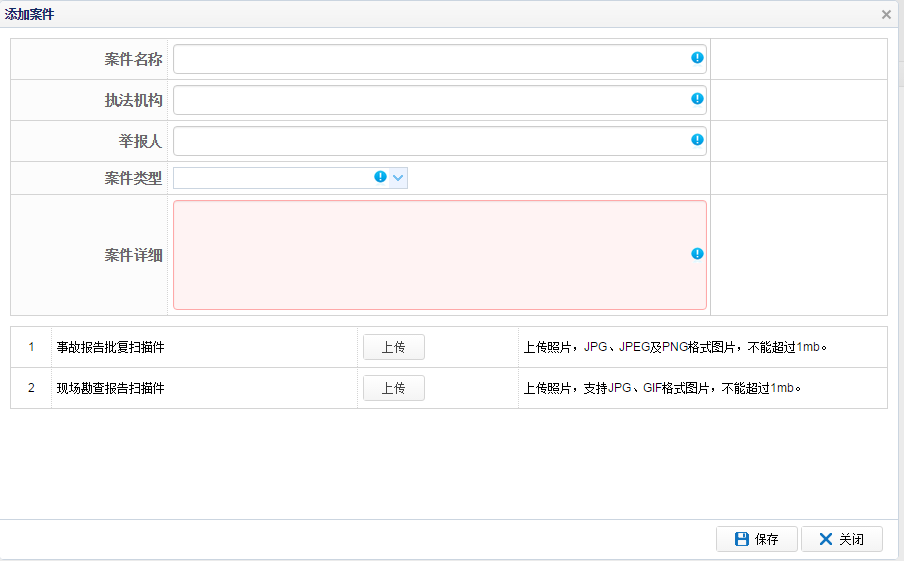 添加案件
案件名称
执法机构
举报人
案件类型
案件详细
1 事故报告批复扫描件 上传 上传照片，JPG、JPEG及PNG格式图片，不能超过1mb。
2 现场勘查报告扫描件 上传 上传照片，支持JPG、GIF格式图片，不能超过1mb。
保存 关闭